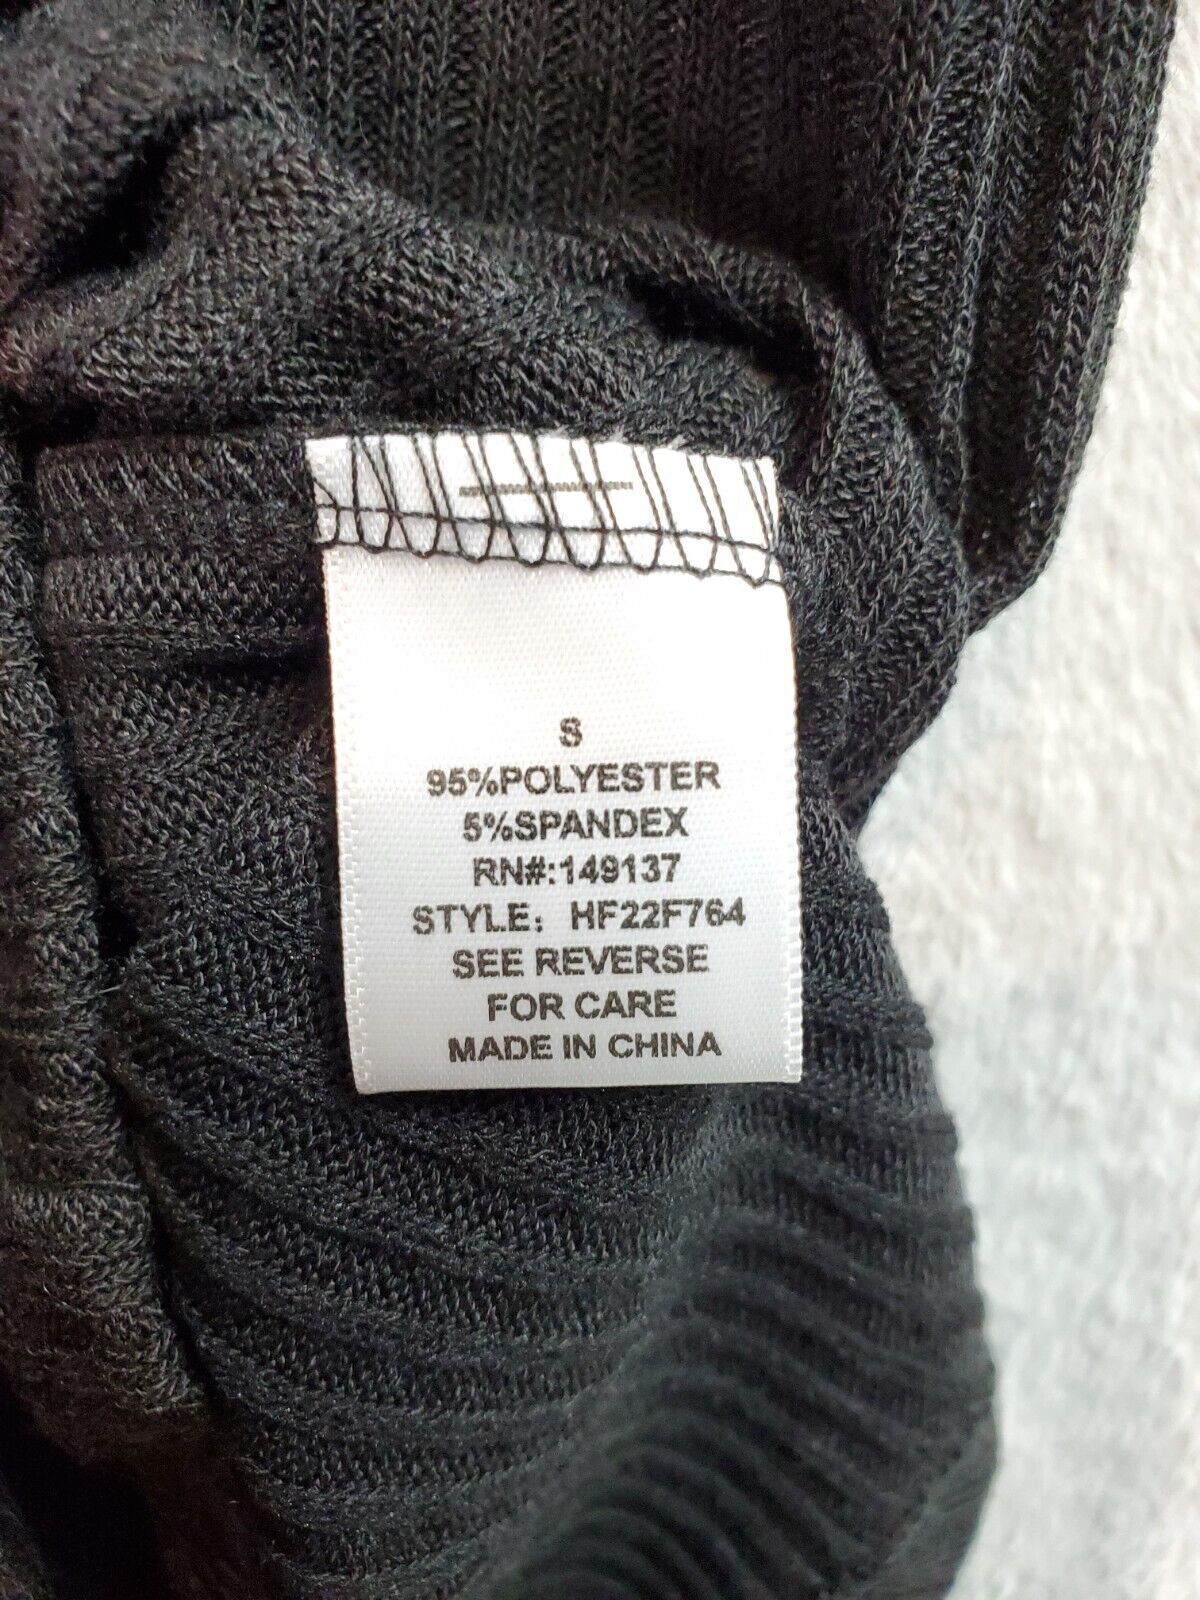 S
95%POLYESTER
5%SPANDEX
RN#:149137
STYLE: HF22F764
SEE REVERSE
FOR CARE
MADE IN CHINA